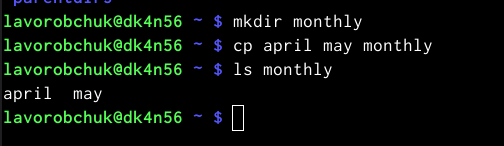 lavorobchuk@dk4n56 ~ $ mkdir monthly
lavorobchuk@dk4n56 ~ $ cp april may monthly
lavorobchuk@dk4n56 ~ $ ls monthly
april  may
lavorobchuk@dk4n56 ~ $